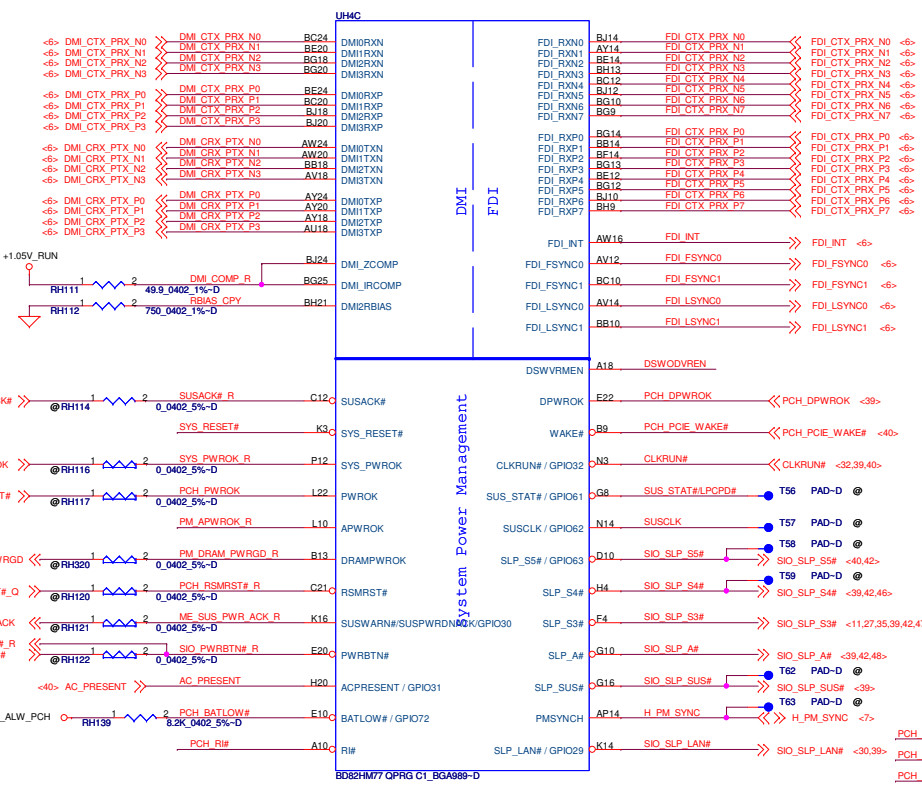 UH4C
<6> DMI_CTX_PRX_N0 DMI_CTX_PRX_N0 BC24 DMI0RXN FDI_RXN0 BJ14 FDI_CTX_PRX_N0 FDI_CTX_PRX_N0 <6>
<6> DMI_CTX_PRX_N1 DMI_CTX_PRX_N1 BE20 DMI1RXN FDI_RXN1 AY14 FDI_CTX_PRX_N1 FDI_CTX_PRX_N1 <6>
<6> DMI_CTX_PRX_N2 DMI_CTX_PRX_N2 BG18 DMI2RXN FDI_RXN2 BE14 FDI_CTX_PRX_N2 FDI_CTX_PRX_N2 <6>
<6> DMI_CTX_PRX_N3 DMI_CTX_PRX_N3 BG20 DMI3RXN FDI_RXN3 BH13 FDI_CTX_PRX_N3 FDI_CTX_PRX_N3 <6>
FDI_RXN4 BC12 FDI_CTX_PRX_N4 FDI_CTX_PRX_N4 <6>
<6> DMI_CTX_PRX_P0 DMI_CTX_PRX_P0 BE24 DMI0RXP FDI_RXN5 BJ12 FDI_CTX_PRX_N5 FDI_CTX_PRX_N5 <6>
<6> DMI_CTX_PRX_P1 DMI_CTX_PRX_P1 BC20 DMI1RXP FDI_RXN6 BG10 FDI_CTX_PRX_N6 FDI_CTX_PRX_N6 <6>
<6> DMI_CTX_PRX_P2 DMI_CTX_PRX_P2 BJ18 DMI2RXP FDI_RXN7 BG9 FDI_CTX_PRX_N7 FDI_CTX_PRX_N7 <6>
<6> DMI_CTX_PRX_P3 DMI_CTX_PRX_P3 BJ20 DMI3RXP
FDI_RXP0 BG14 FDI_CTX_PRX_P0 FDI_CTX_PRX_P0 <6>
<6> DMI_CRX_PTX_N0 DMI_CRX_PTX_N0 AW24 DMI0TXN FDI_RXP1 BB14 FDI_CTX_PRX_P1 FDI_CTX_PRX_P1 <6>
<6> DMI_CRX_PTX_N1 DMI_CRX_PTX_N1 AW20 DMI1TXN FDI_RXP2 BF14 FDI_CTX_PRX_P2 FDI_CTX_PRX_P2 <6>
<6> DMI_CRX_PTX_N2 DMI_CRX_PTX_N2 BB18 DMI2TXN FDI_RXP3 BG13 FDI_CTX_PRX_P3 FDI_CTX_PRX_P3 <6>
<6> DMI_CRX_PTX_N3 DMI_CRX_PTX_N3 AV18 DMI3TXN FDI_RXP4 BE12 FDI_CTX_PRX_P4 FDI_CTX_PRX_P4 <6>
FDI_RXP5 BG12 FDI_CTX_PRX_P5 FDI_CTX_PRX_P5 <6>
<6> DMI_CRX_PTX_P0 DMI_CRX_PTX_P0 AY24 DMI0TXP FDI_RXP6 BJ10 FDI_CTX_PRX_P6 FDI_CTX_PRX_P6 <6>
<6> DMI_CRX_PTX_P1 DMI_CRX_PTX_P1 AY20 DMI1TXP FDI_RXP7 BH9 FDI_CTX_PRX_P7 FDI_CTX_PRX_P7 <6>
<6> DMI_CRX_PTX_P2 DMI_CRX_PTX_P2 AY18 DMI2TXP
<6> DMI_CRX_PTX_P3 DMI_CRX_PTX_P3 AU18 DMI3TXP
DMI
FDI
FDI_INT AW16 FDI_INT FDI_INT <6>
+1.05V_RUN
BJ24 DMI_ZCOMP FDI_FSYNC0 AV12 FDI_FSYNC0 FDI_FSYNC0 <6>
RH111 1 2 49.9_0402_1%~D DMI_COMP_R BG25 DMI_IRCOMP FDI_FSYNC1 BC10 FDI_FSYNC1 FDI_FSYNC1 <6>
RH112 1 2 750_0402_1%~D RBIAS_CPY BH21 DMI2RBIAS FDI_LSYNC0 AV14 FDI_LSYNC0 FDI_LSYNC0 <6>
FDI_LSYNC1 BB10 FDI_LSYNC1 FDI_LSYNC1 <6>
System Power Management
DSWVRMEN A18 DSWODVREN
K# @RH114 1 2 0_0402_5%~D SUSACK#_R C12 SUSACK# DPWROK E22 PCH_DPWROK PCH_DPWROK <39>
SYS_RESET# K3 SYS_RESET# WAKE# B9 PCH_PCIE_WAKE# PCH_PCIE_WAKE# <40>
OK @RH116 1 2 0_0402_5%~D SYS_PWROK_R P12 SYS_PWROK CLKRUN# / GPIO32 N3 CLKRUN# CLKRUN# <32,39,40>
T# @RH117 1 2 0_0402_5%~D PCH_PWROK L22 PWROK SUS_STAT# / GPIO61 G8 SUS_STAT#/LPCPD# T56 PAD~D @
PM_APWROK_R L10 APWROK SUSCLK / GPIO62 N14 SUSCLK T57 PAD~D @
T58 PAD~D @
WRGD @RH320 1 2 0_0402_5%~D PM_DRAM_PWRGD_R B13 DRAMPWROK SLP_S5# / GPIO63 D10 SIO_SLP_S5# SIO_SLP_S5# <40,42>
T59 PAD~D @
T#_Q @RH120 1 2 0_0402_5%~D PCH_RSMRST#_R C21 RSMRST# SLP_S4# H4 SIO_SLP_S4# SIO_SLP_S4# <39,42,46>
ACK @RH121 1 2 0_0402_5%~D ME_SUS_PWR_ACK_R K16 SUSWARN#/SUSPWRDNACK/GPIO30 SLP_S3# F4 SIO_SLP_S3# SIO_SLP_S3# <11,27,35,39,42,4
#_R
# @RH122 1 2 0_0402_5%~D SIO_PWRBTN#_R E20 PWRBTN# SLP_A# G10 SIO_SLP_A# SIO_SLP_A# <39,42,48>
T62 PAD~D @
<40> AC_PRESENT AC_PRESENT H20 ACPRESENT / GPIO31 SLP_SUS# G16 SIO_SLP_SUS# SIO_SLP_SUS# <39>
T63 PAD~D @
_ALW_PCH RH139 1 2 8.2K_0402_5%~D PCH_BATLOW# E10 BATLOW# / GPIO72 PMSYNCH AP14 H_PM_SYNC H_PM_SYNC <7>
PCH_RI# A10 RI# SLP_LAN# / GPIO29 K14 SIO_SLP_LAN# SIO_SLP_LAN# <30,39>
PCH_
PCH_
PCH_
BD82HM77 QPRG C1_BGA989~D